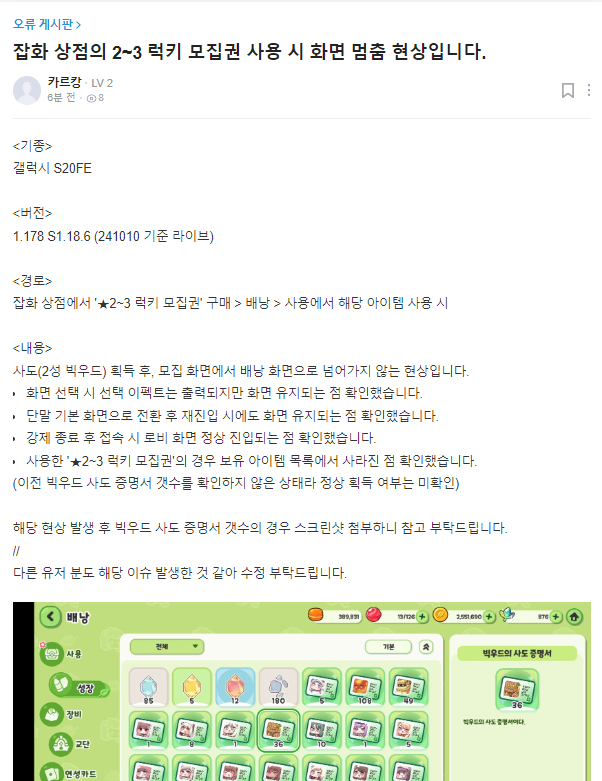 오류 게시판 >
잡화 상점의 2~3 럭키 모집권 사용 시 화면 멈춤 현상입니다.
카르캉 · LV 2
6분 전 · 8
<기종>
갤럭시 S20FE
<버전>
1.178 S1.18.6 (241010 기준 라이브)
<경로>
잡화 상점에서 '★2~3 럭키 모집권' 구매 > 배낭 > 사용에서 해당 아이템 사용 시
<내용>
사도(2성 빅우드) 획득 후, 모집 화면에서 배낭 화면으로 넘어가지 않는 현상입니다.
• 화면 선택 시 선택 이펙트는 출력되지만 화면 유지되는 점 확인했습니다.
• 단말 기본 화면으로 전환 후 재진입 시에도 화면 유지되는 점 확인했습니다.
• 강제 종료 후 접속 시 로비 화면 정상 진입되는 점 확인했습니다.
• 사용한 '★2~3 럭키 모집권'의 경우 보유 아이템 목록에서 사라진 점 확인했습니다.
(이전 빅우드 사도 증명서 갯수를 확인하지 않은 상태라 정상 획득 여부는 미확인)
해당 현상 발생 후 빅우드 사도 증명서 갯수의 경우 스크린샷 첨부하니 참고 부탁드립니다.
//
다른 유저 분도 해당 이슈 발생한 것 같아 수정 부탁드립니다.
배낭 389,831 13/126 2,551,690 876
사용 전체 기본 빅우드의 사도 증명서
성장 85 5 12 180 5 108 49 36
장비 1 8 1 36 10 1 5 빅우드의 사도 증명서이다.
교단
연성카드